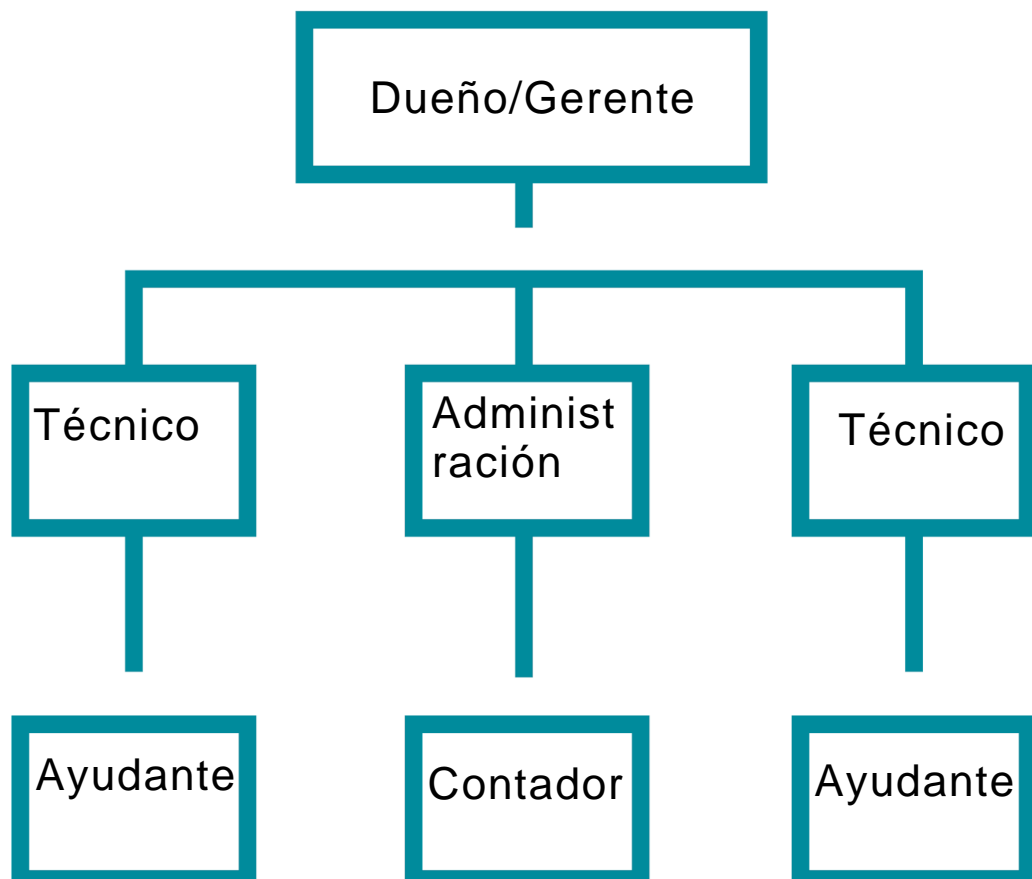 Dueño/Gerente
Técnico
Administ
ración
Técnico
Ayudante
Contador
Ayudante